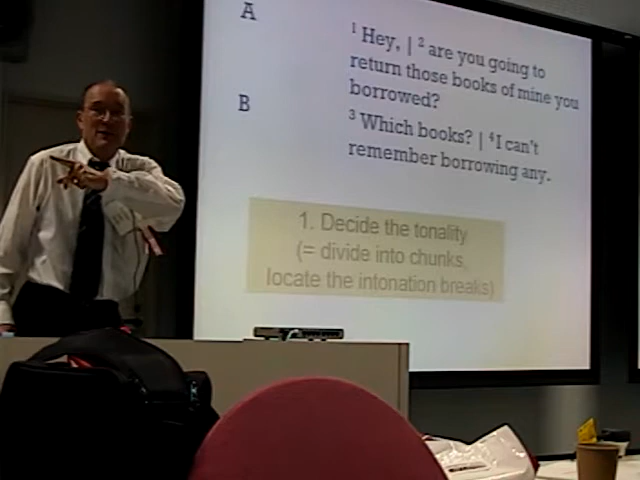 A
¹ Hey, | ² are you going to
return those books of mine you
borrowed?
B
³ Which books? | ⁴ I can't
remember borrowing any.
1. Decide the tonality
(= divide into chunks,
locate the intonation breaks)